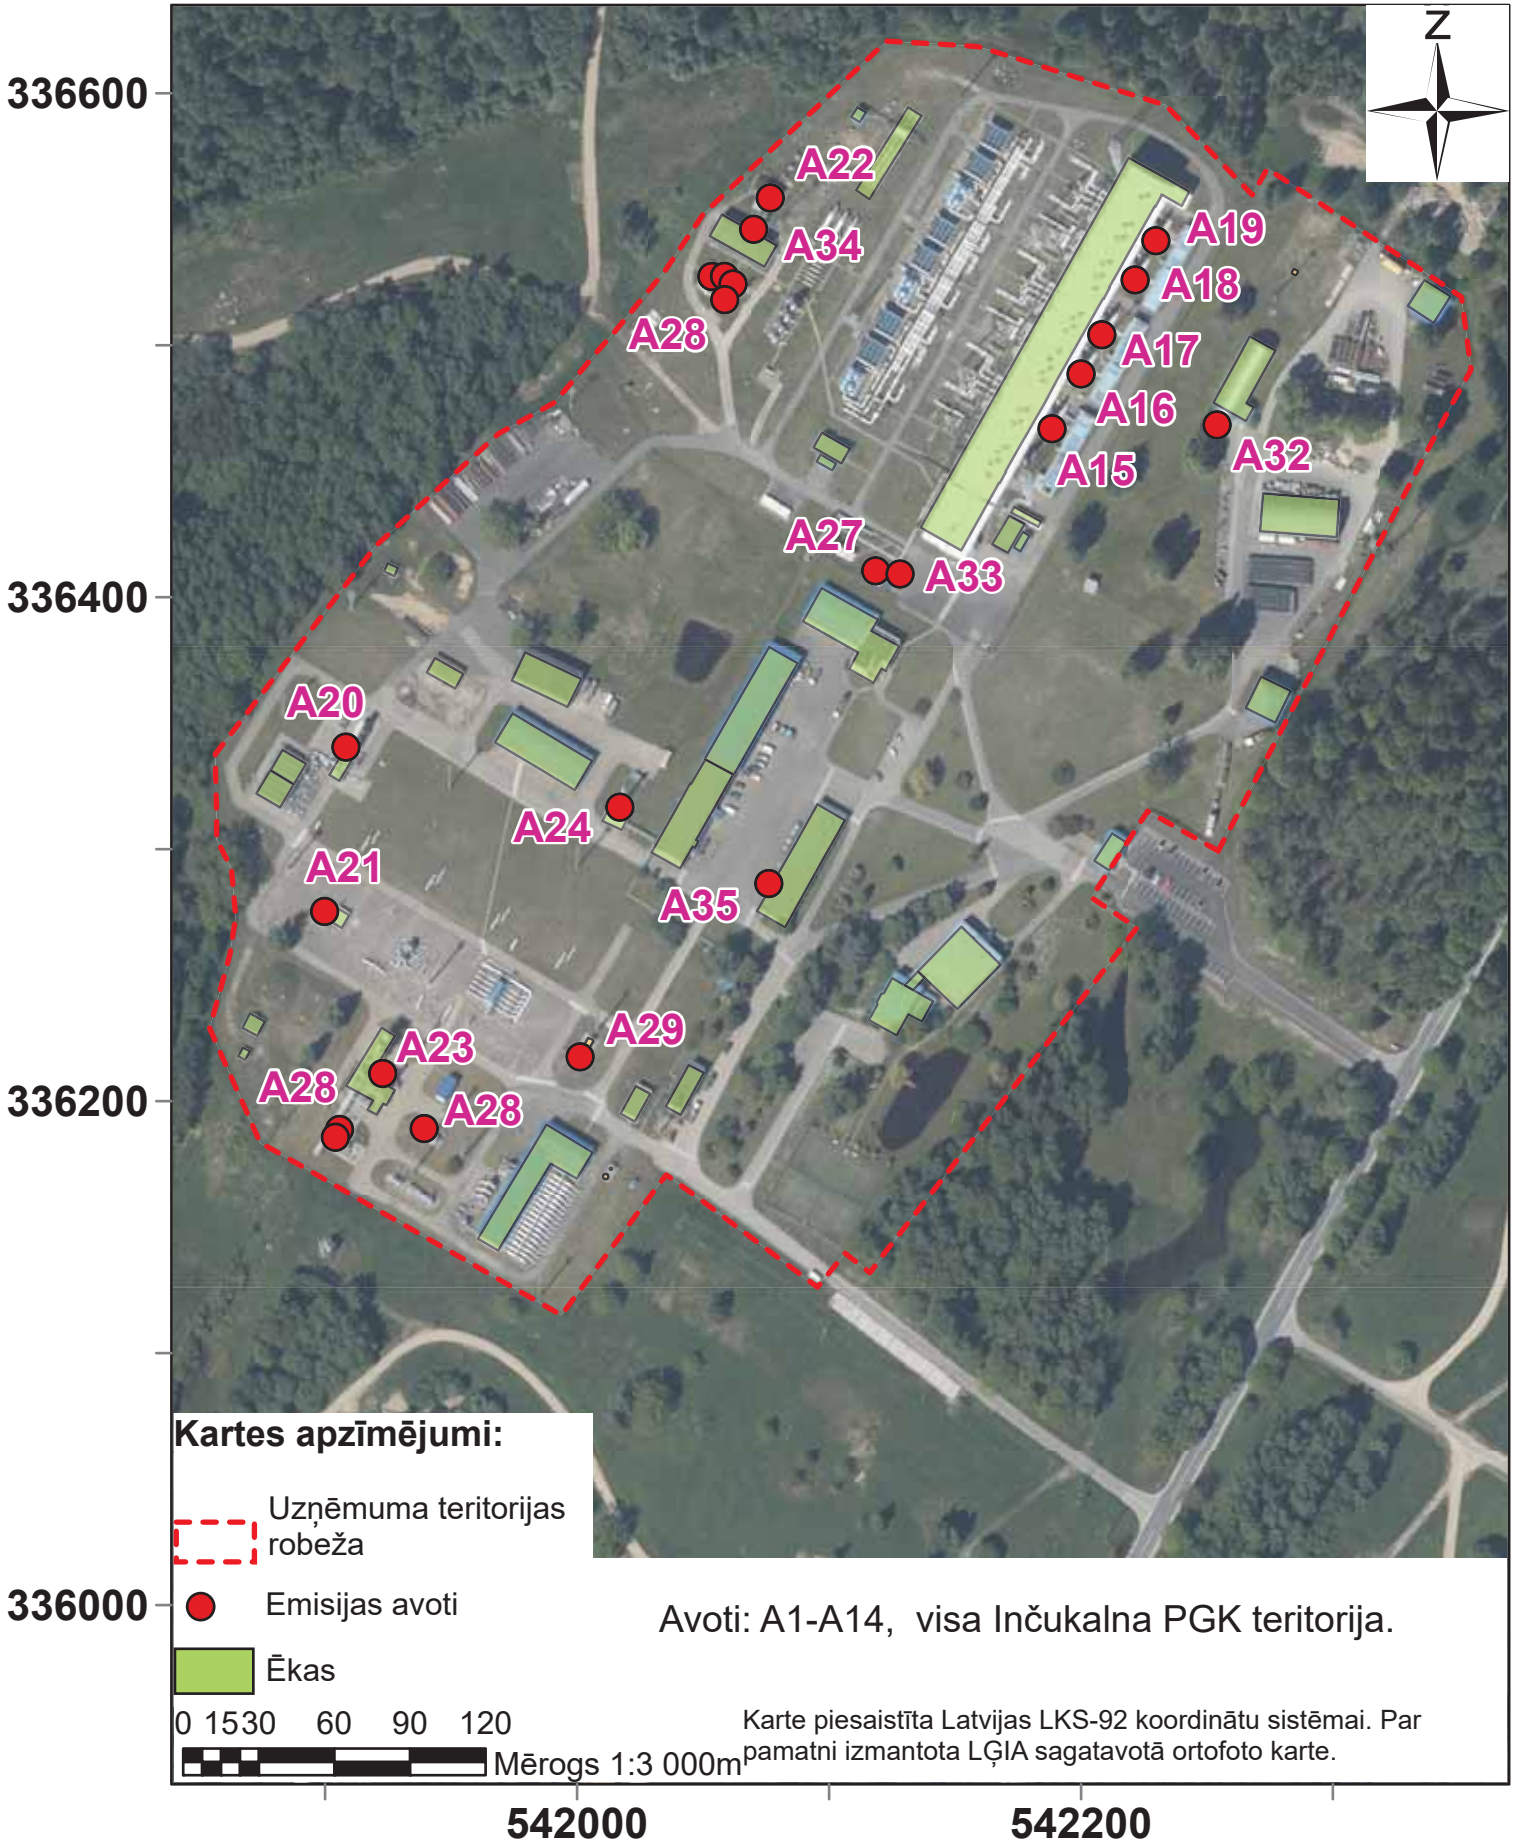 Z
336600
A22
A34
A19
A18
A28
A17
A16
A15
A32
A27
A33
336400
A20
A24
A21
A35
A29
A23
A28
A28
336200
Kartes apzīmējumi:
Uzņēmuma teritorijas
robeža
Emisijas avoti
336000
Avoti: A1-A14, visa Inčukalna PGK teritorija.
Ēkas
0 15 30 60 90 120
Mērogs 1:3 000m
Karte piesaistīta Latvijas LKS-92 koordinātu sistēmai. Par
pamatni izmantota LĢIA sagatavotā ortofoto karte.
542000 542200